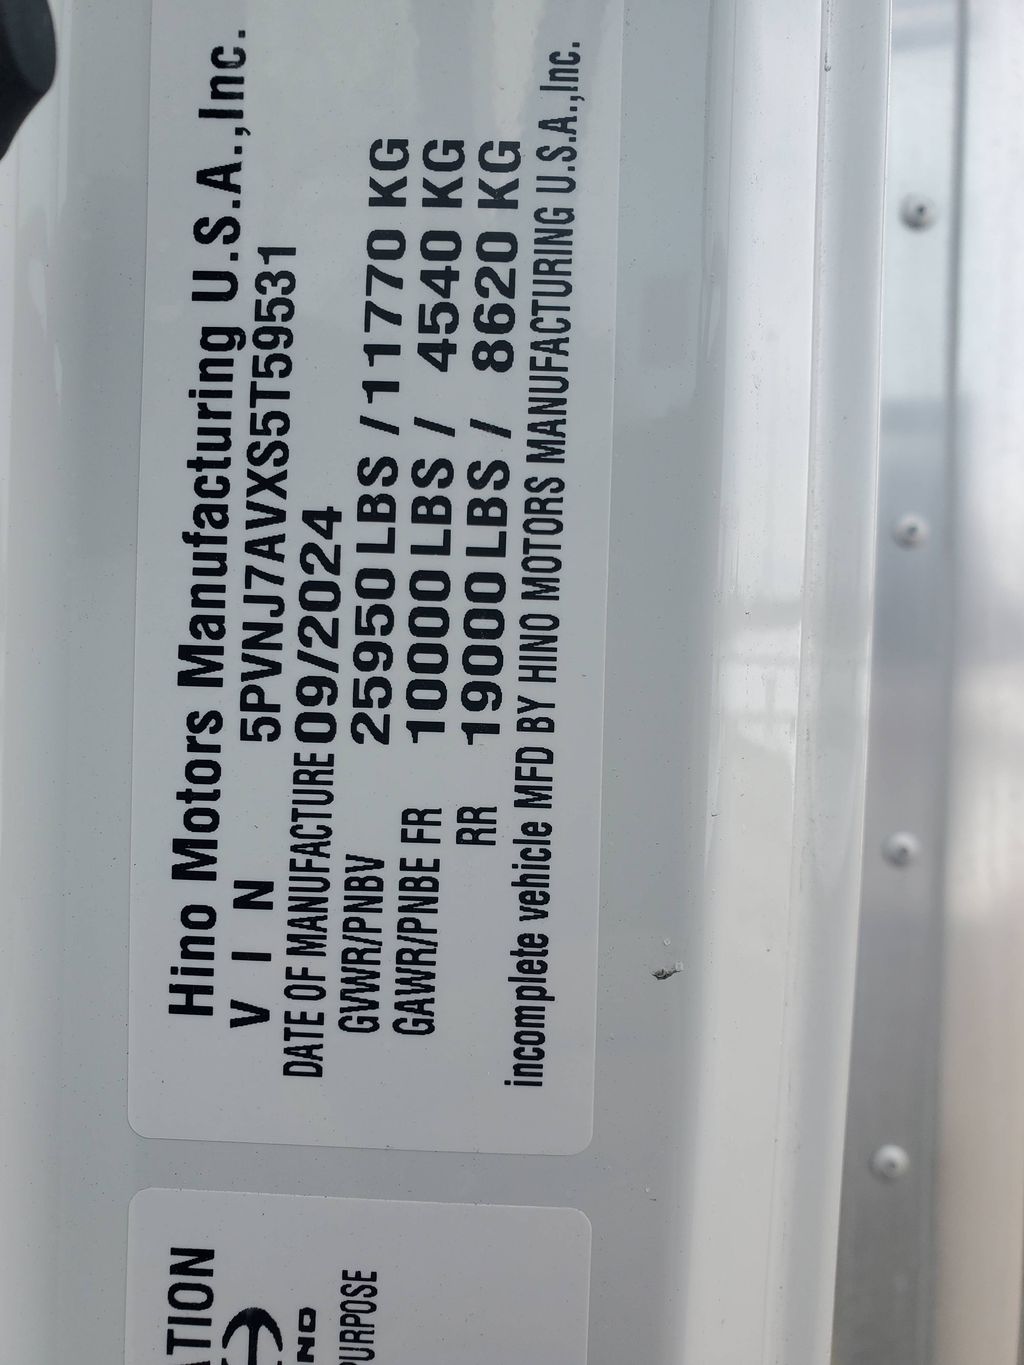 Hino Motors Manufacturing U.S.A.,Inc.
V I N 5PVNJ7AVXS5T59531
DATE OF MANUFACTURE 09/2024
GVWR/PNBV 25950 LBS / 11770 KG
GAWR/PNBE FR 10000 LBS / 4540 KG
RR 19000 LBS / 8620 KG
incomplete vehicle MFD BY HINO MOTORS MANUFACTURING U.S.A.,Inc.
PURPOSE